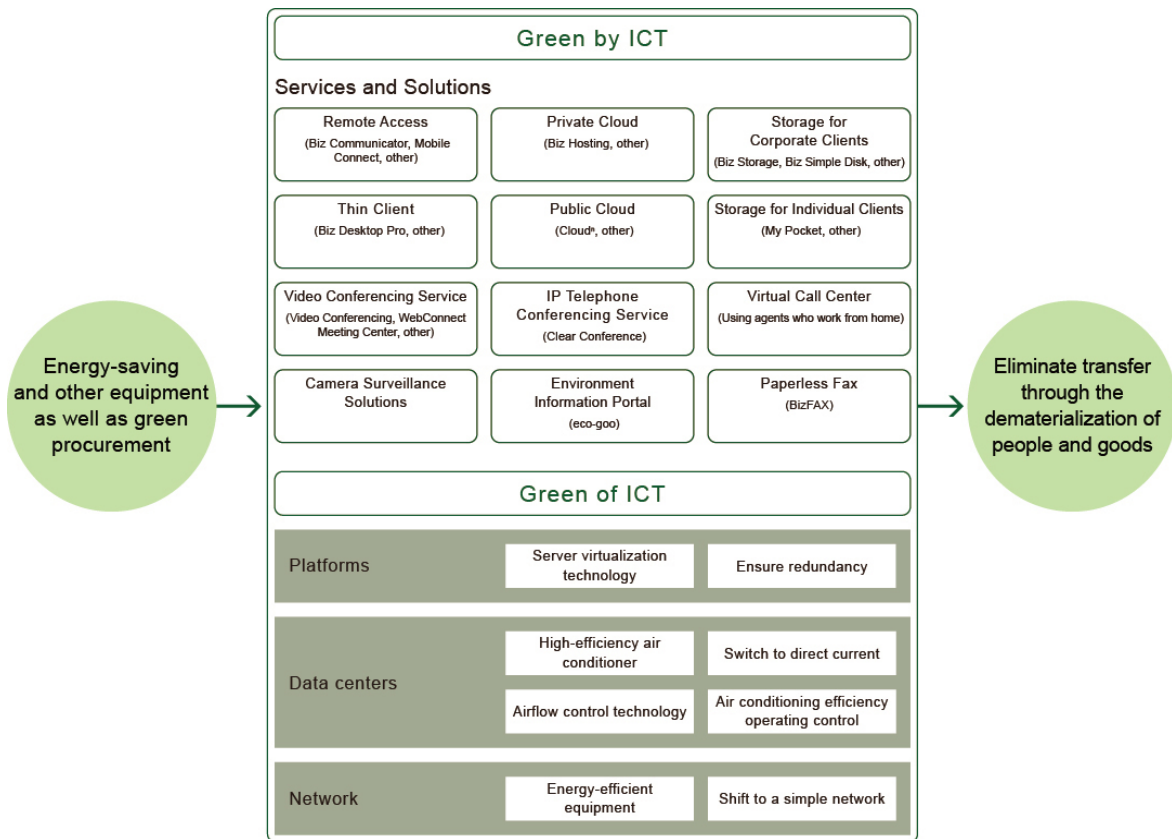 Green by ICT
Services and Solutions
Remote Access
(Biz Communicator, Mobile
Connect, other)
Private Cloud
(Biz Hosting, other)
Storage for
Corporate Clients
(Biz Storage, Biz Simple Disk, other)
Thin Client
(Biz Desktop Pro, other)
Public Cloud
(Cloudⁿ, other)
Storage for Individual Clients
(My Pocket, other)
Video Conferencing Service
(Video Conferencing, WebConnect
Meeting Center, other)
IP Telephone
Conferencing Service
(Clear Conference)
Virtual Call Center
(Using agents who work from home)
Camera Surveillance
Solutions
Environment
Information Portal
(eco-goo)
Paperless Fax
(BizFAX)
Energy-saving
and other equipment
as well as green
procurement
Eliminate transfer
through the
dematerialization of
people and goods
Green of ICT
Platforms
Server virtualization
technology
Ensure redundancy
Data centers
High-efficiency air
conditioner
Switch to direct current
Airflow control technology
Air conditioning efficiency
operating control
Network
Energy-efficient
equipment
Shift to a simple network